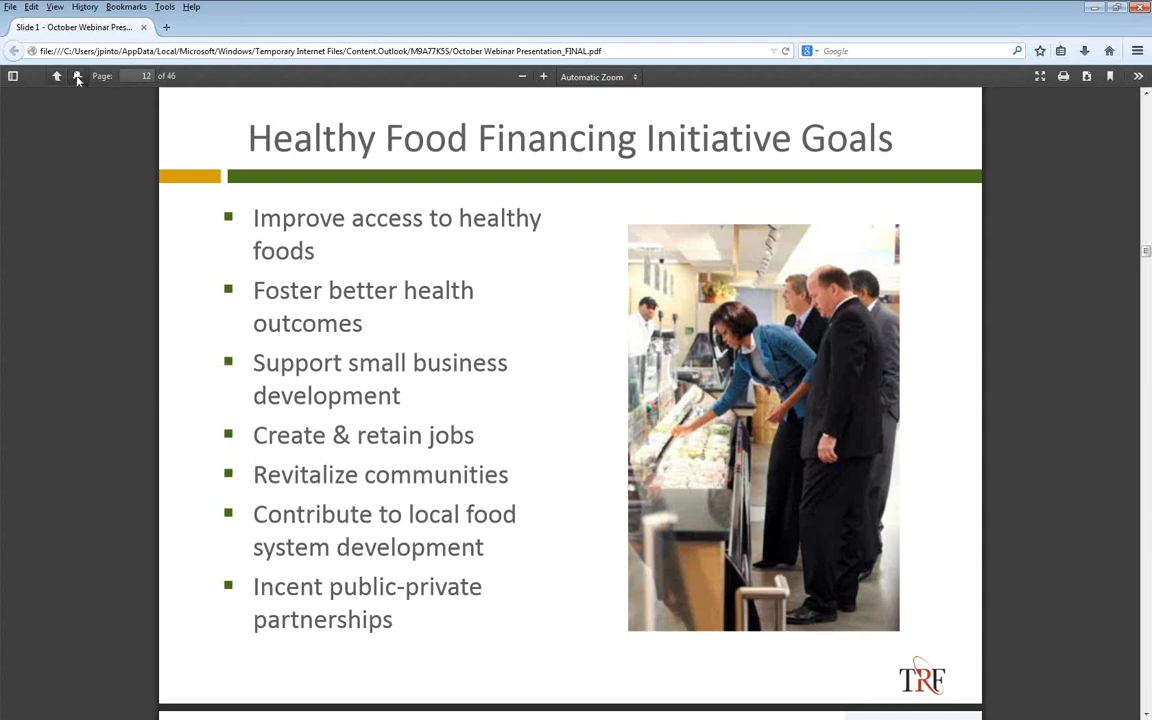 File Edit View History Bookmarks Tools Help
Slide 1 - October Webinar Pres...
file:///C:/Users/jpinto/AppData/Local/Microsoft/Windows/Temporary Internet Files/Content.Outlook/M9A77K5S/October Webinar Presentation_FINAL.pdf
Google
Page: 12 of 46
Automatic Zoom
Healthy Food Financing Initiative Goals
Improve access to healthy
foods
Foster better health
outcomes
Support small business
development
Create & retain jobs
Revitalize communities
Contribute to local food
system development
Incent public-private
partnerships
TRF